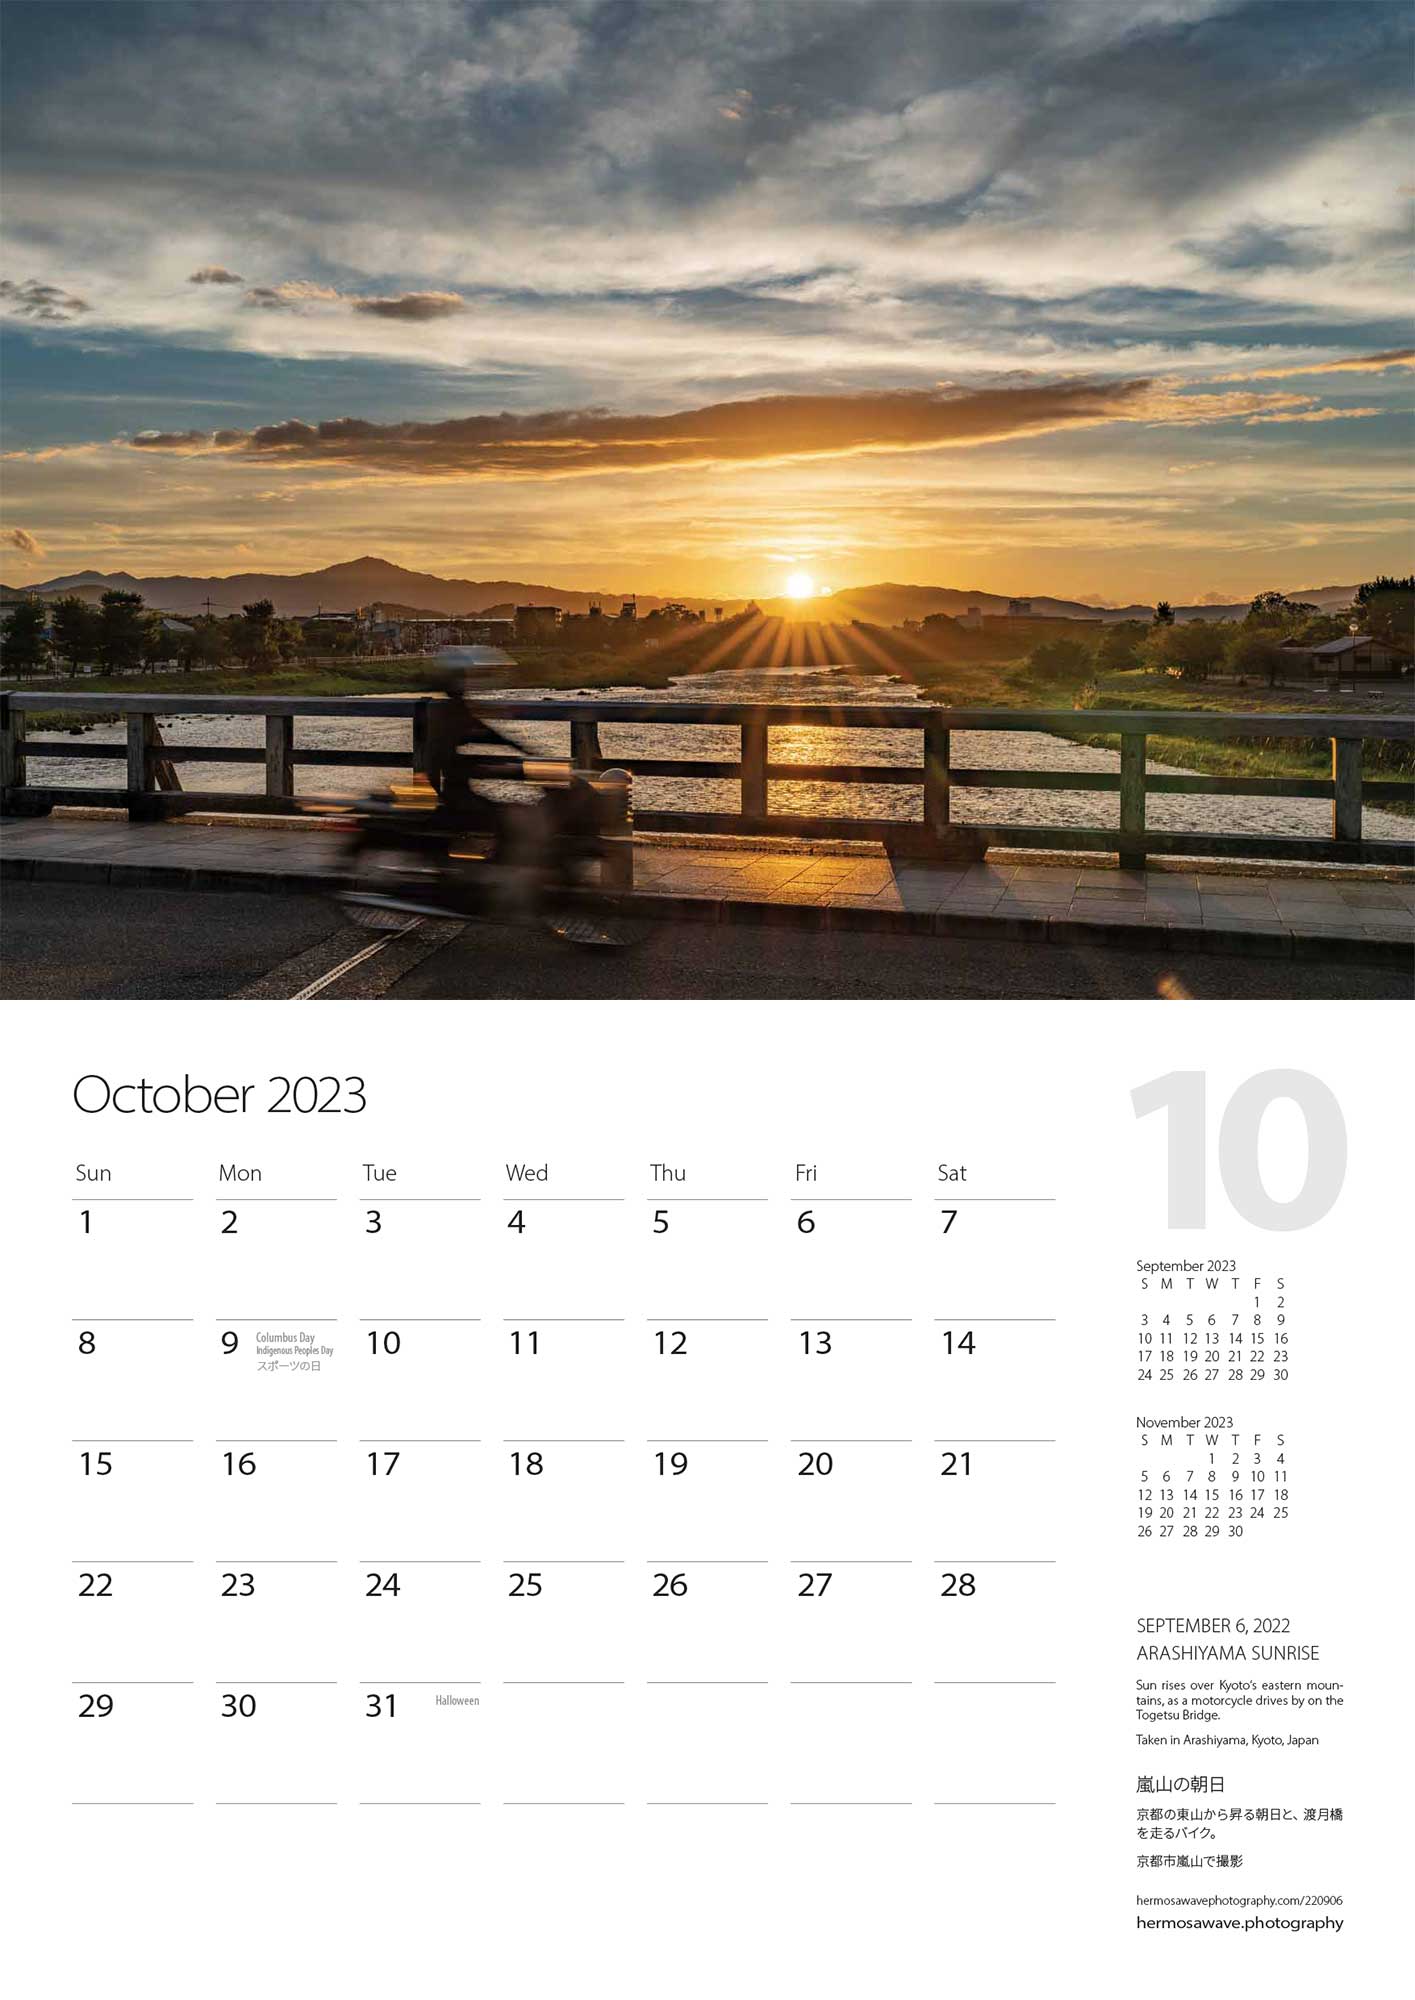 October 2023
Sun Mon Tue Wed Thu Fri Sat
1 2 3 4 5 6 7
8 9 Columbus Day 10 11 12 13 14
Indigenous Peoples Day
スポーツの日
15 16 17 18 19 20 21
22 23 24 25 26 27 28
29 30 31 Halloween
10
September 2023
S M T W T F S
1 2
3 4 5 6 7 8 9
10 11 12 13 14 15 16
17 18 19 20 21 22 23
24 25 26 27 28 29 30
November 2023
S M T W T F S
1 2 3 4
5 6 7 8 9 10 11
12 13 14 15 16 17 18
19 20 21 22 23 24 25
26 27 28 29 30
SEPTEMBER 6, 2022
ARASHIYAMA SUNRISE
Sun rises over Kyoto's eastern moun-
tains, as a motorcycle drives by on the
Togetsu Bridge.
Taken in Arashiyama, Kyoto, Japan
嵐山の朝日
京都の東山から昇る朝日と、渡月橋
を走るバイク。
京都市嵐山で撮影
hermosawavephotography.com/220906
hermosawave.photography